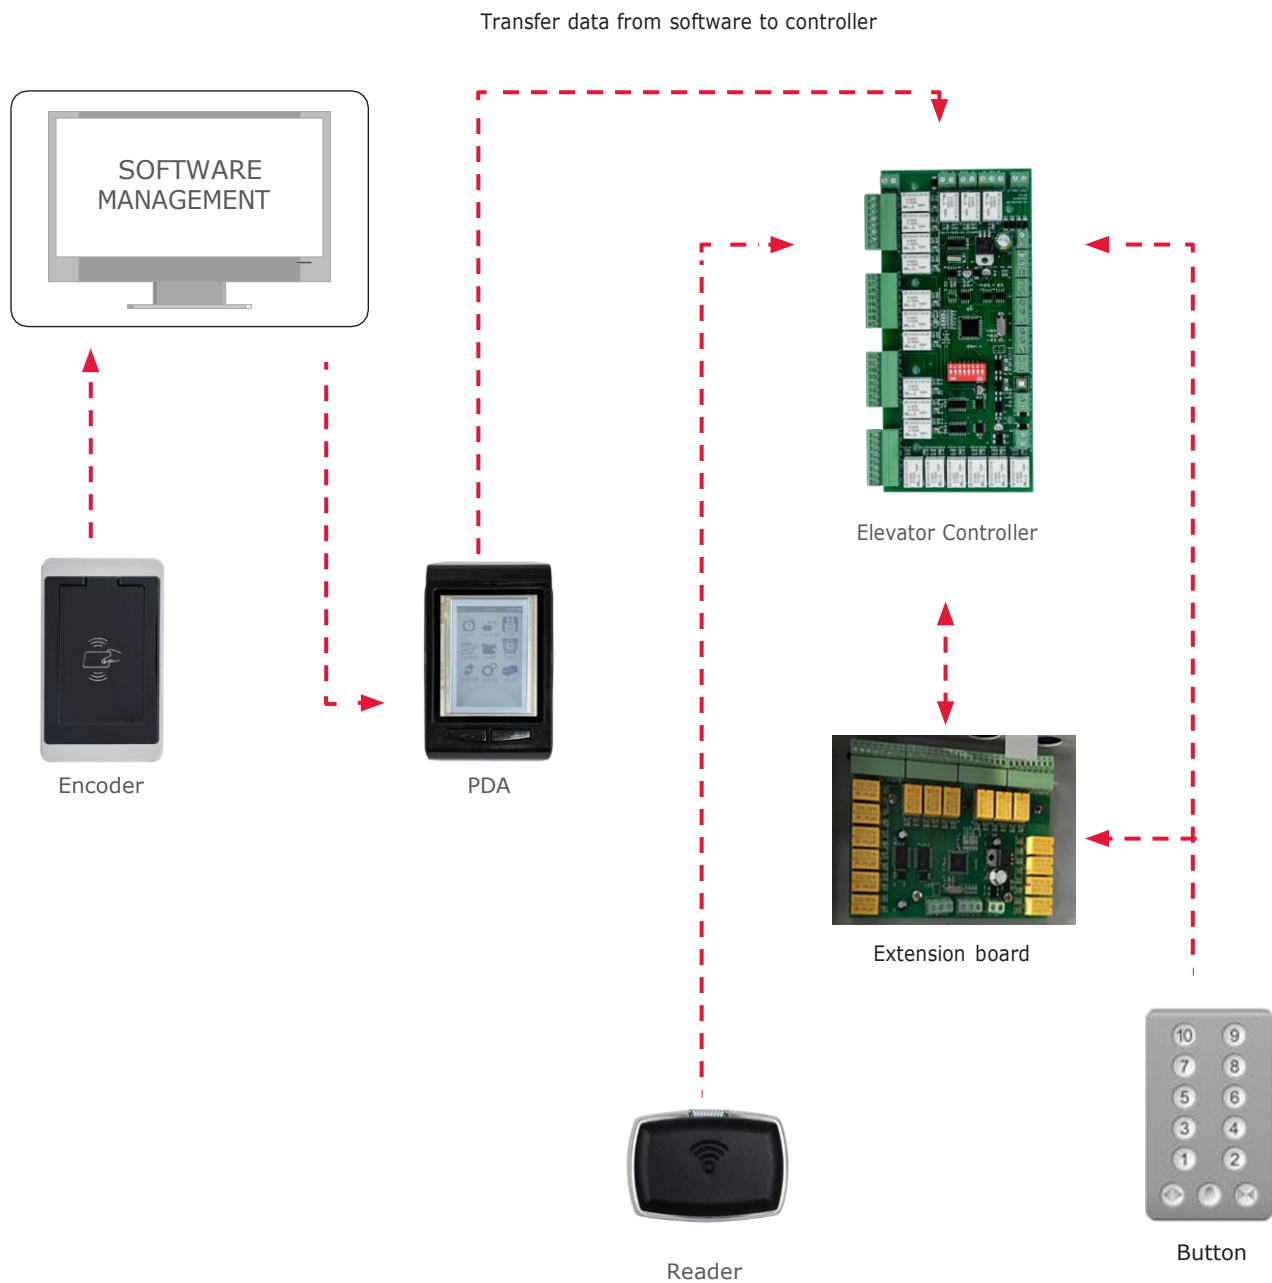 Transfer data from software to controller
SOFTWARE
MANAGEMENT
Elevator Controller
Encoder
PDA
Extension board
10 9
7 8
5 6
3 4
1 2
Button
Reader